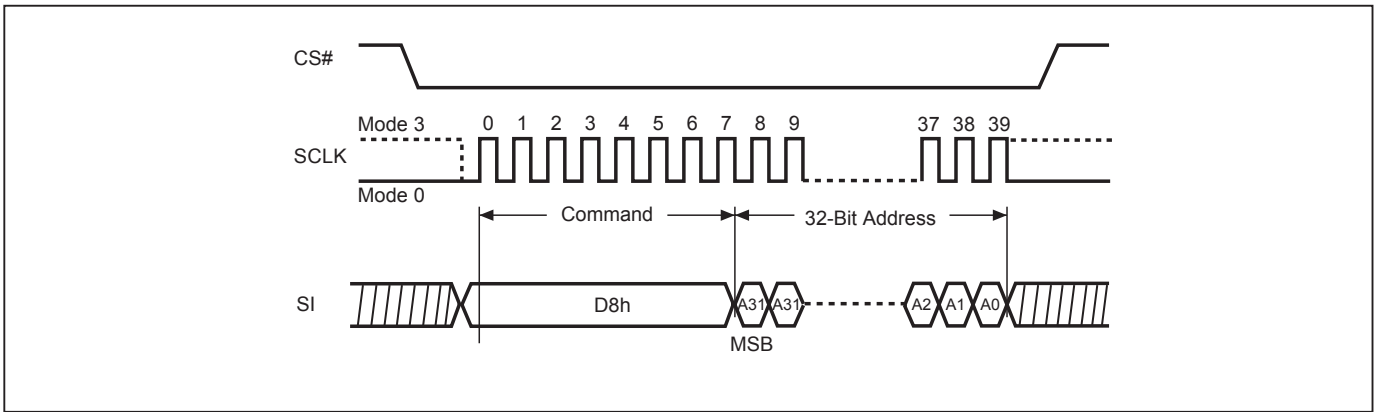 CS#
Mode 3
0 1 2 3 4 5 6 7 8 9 37 38 39
SCLK
Mode 0
Command
32-Bit Address
SI
D8h
A31 A31 A2 A1 A0
MSB